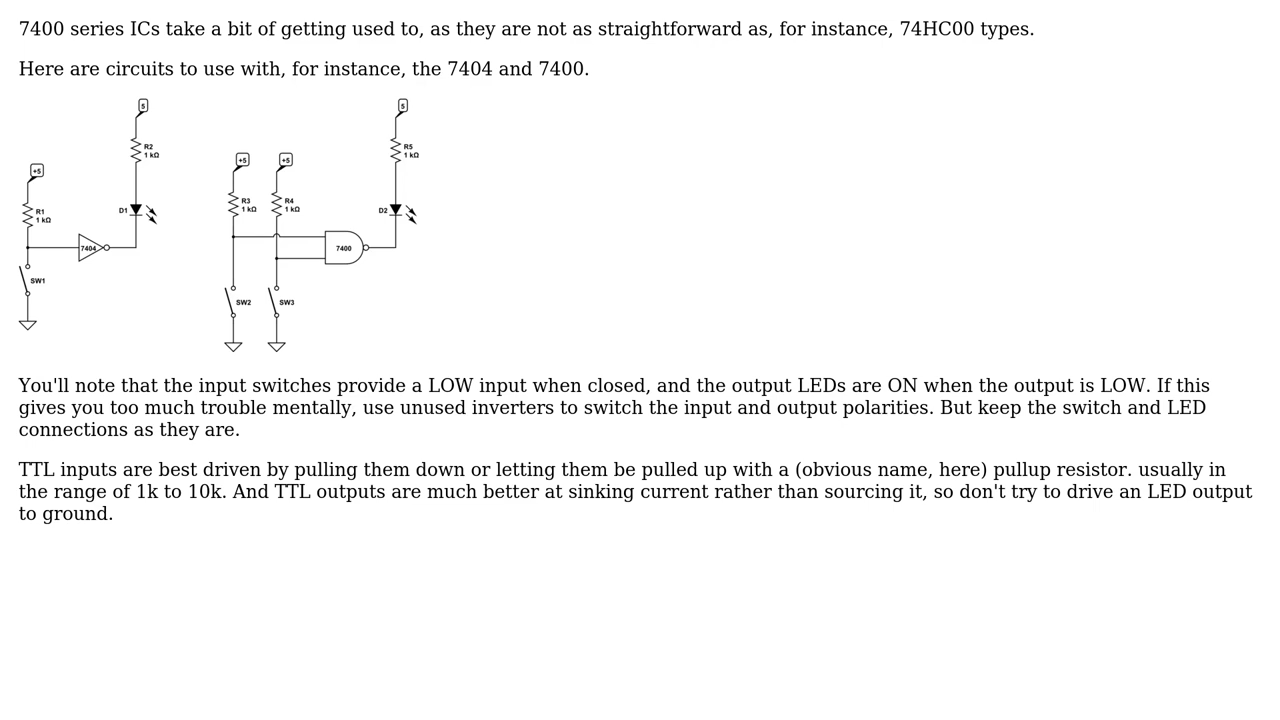 7400 series ICs take a bit of getting used to, as they are not as straightforward as, for instance, 74HC00 types.
Here are circuits to use with, for instance, the 7404 and 7400.
5
5
R2
1 kΩ
R5
1 kΩ
+5
+5
+5
R1
1 kΩ
D1
R3
1 kΩ
R4
1 kΩ
D2
7404
7400
SW1
SW2
SW3
You'll note that the input switches provide a LOW input when closed, and the output LEDs are ON when the output is LOW. If this
gives you too much trouble mentally, use unused inverters to switch the input and output polarities. But keep the switch and LED
connections as they are.
TTL inputs are best driven by pulling them down or letting them be pulled up with a (obvious name, here) pullup resistor. usually in
the range of 1k to 10k. And TTL outputs are much better at sinking current rather than sourcing it, so don't try to drive an LED output
to ground.